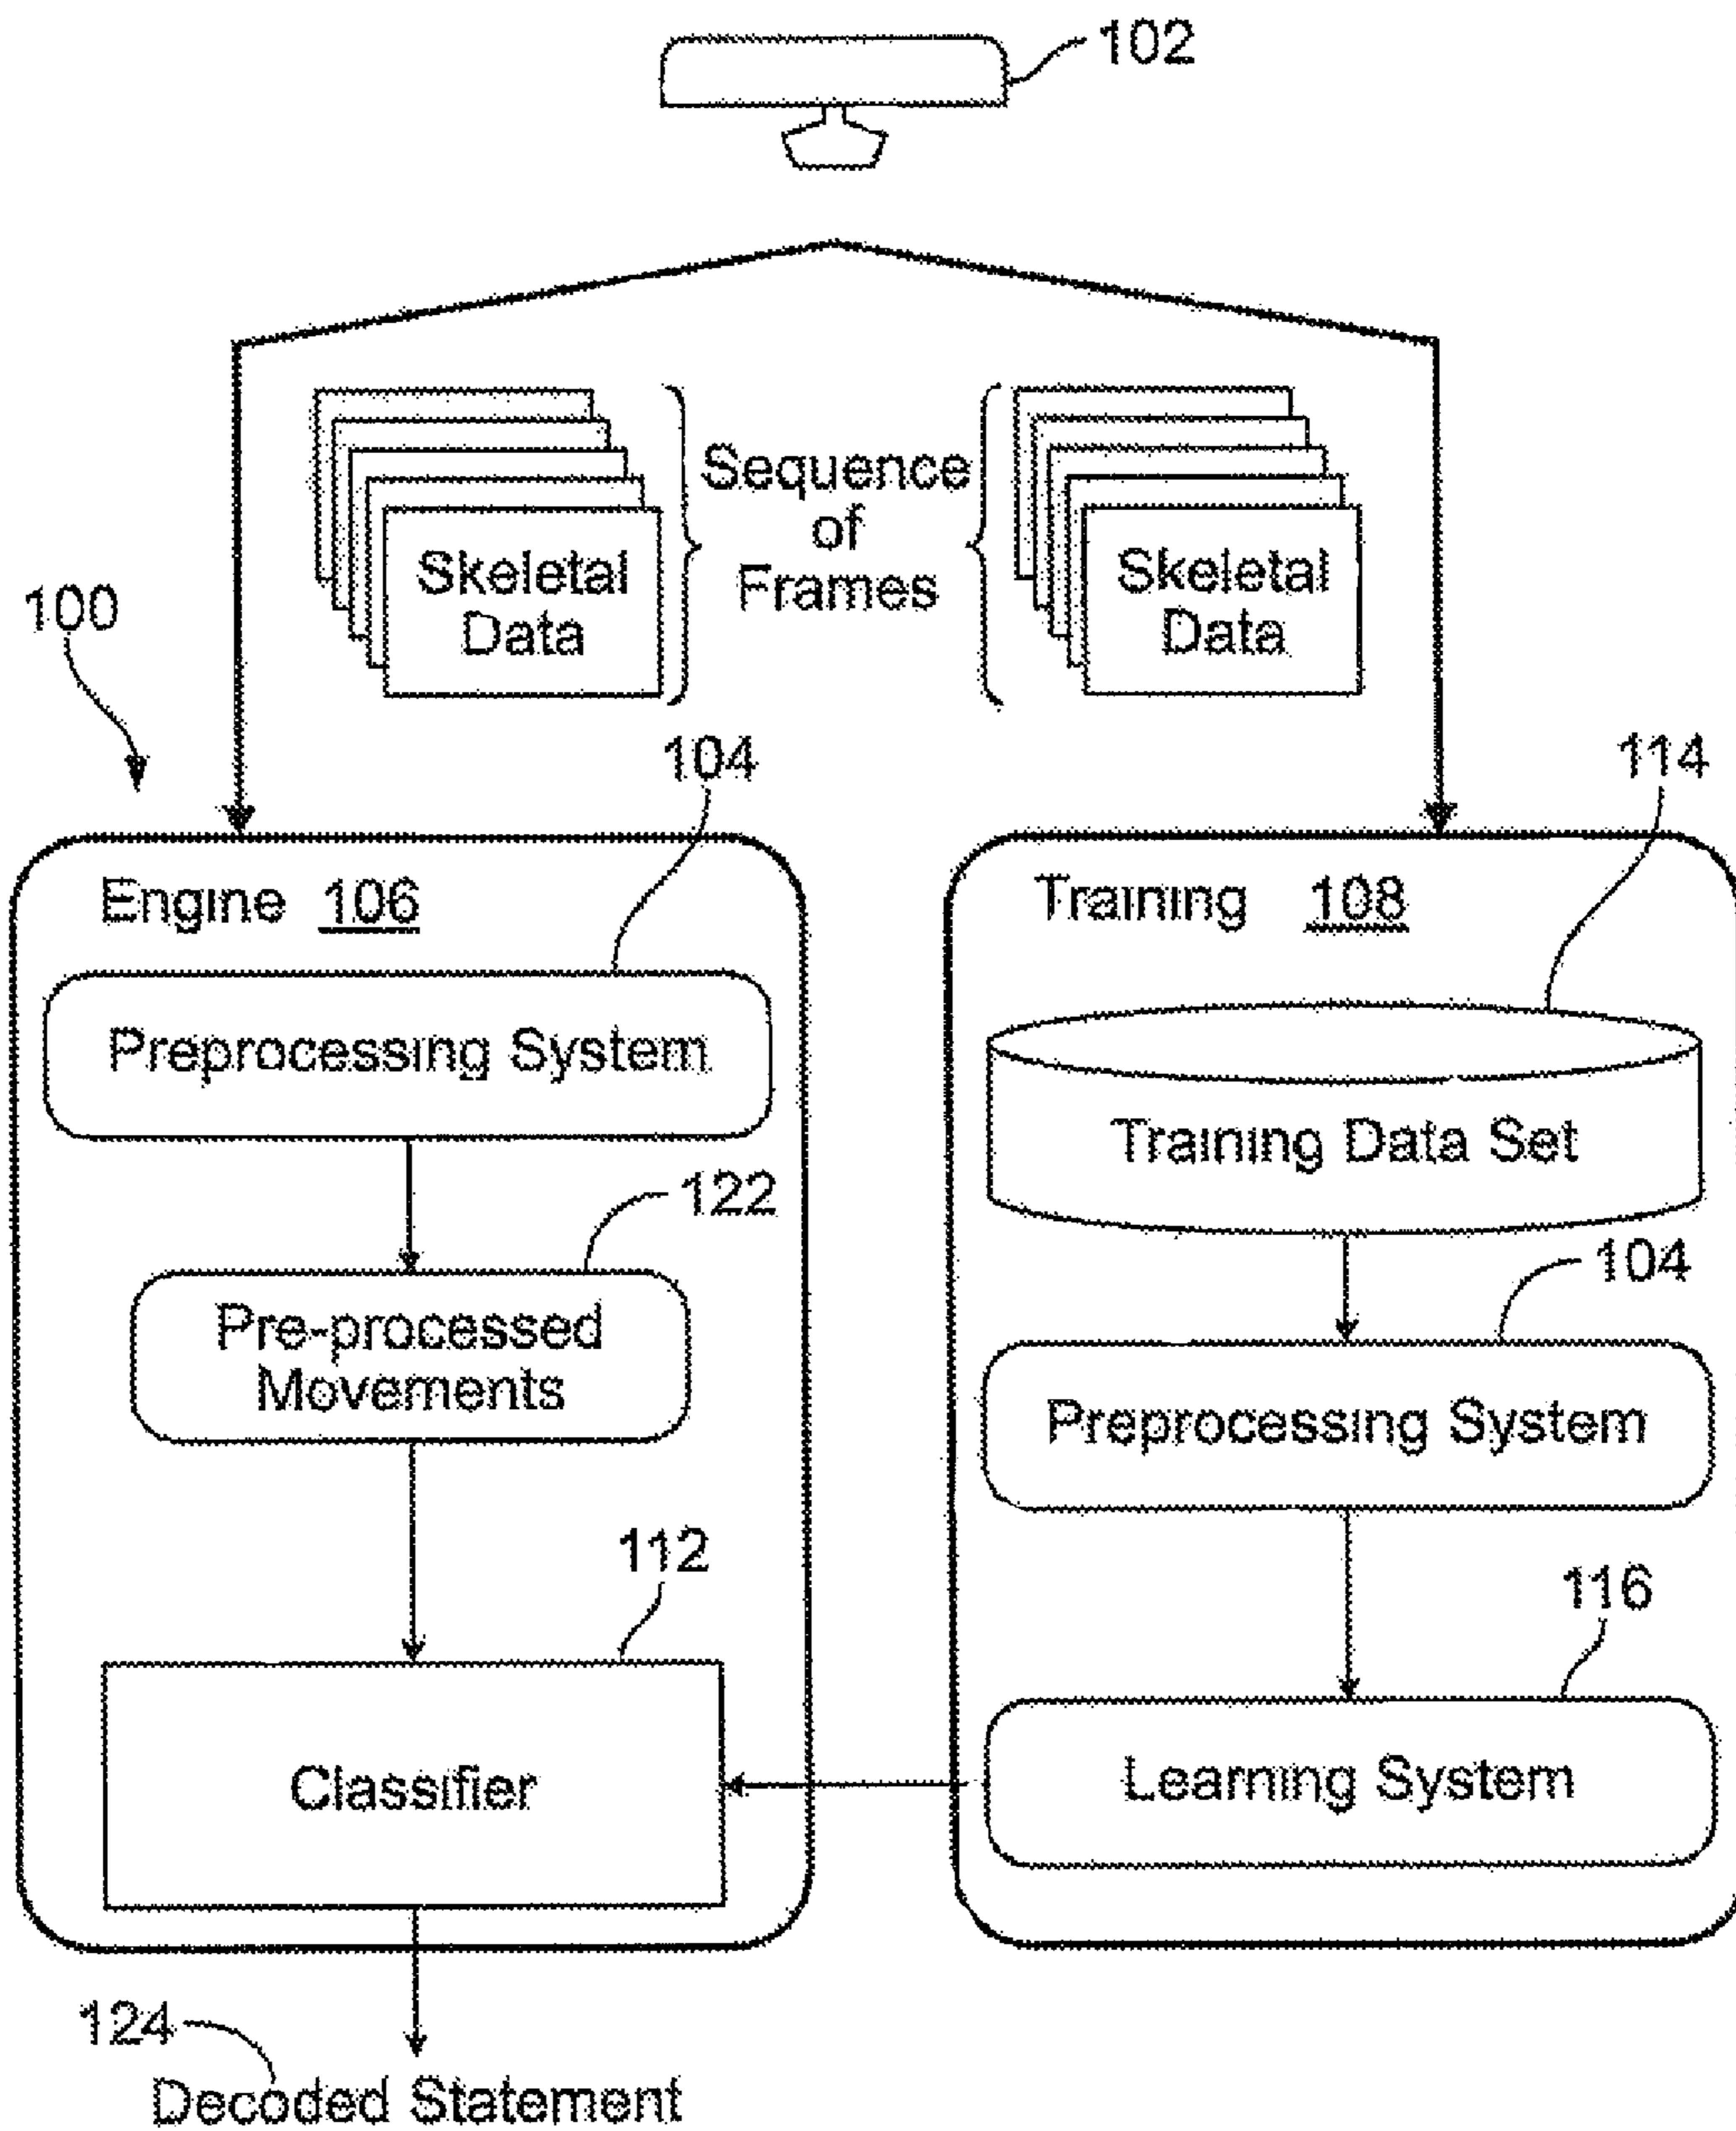 102
Sequence
of
Frames
Skeletal
Data
Skeletal
Data
100
104
114
Engine 106
Training 108
Preprocessing System
Training Data Set
122
104
Pre-processed
Movements
Preprocessing System
112
116
Classifier
Learning System
124
Decoded Statement